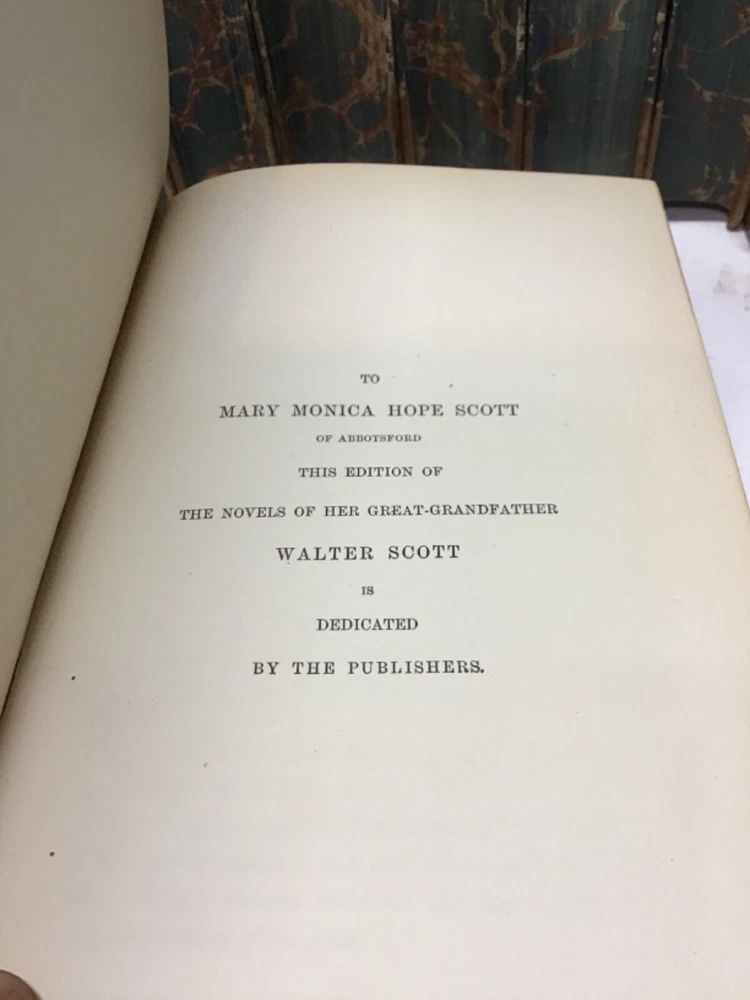 TO
MARY MONICA HOPE SCOTT
OF ABBOTSFORD
THIS EDITION OF
THE NOVELS OF HER GREAT-GRANDFATHER
WALTER SCOTT
IS
DEDICATED
BY THE PUBLISHERS.